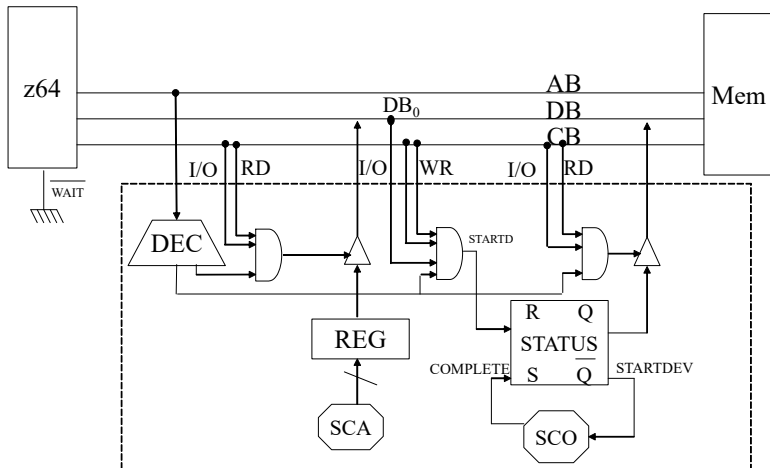 z64
Mem
AB
DB₀
DB
CB
WAIT
I/O
RD
I/O
WR
I/O
RD
DEC
STARTD
R
Q
REG
STATUS
COMPLETE
STARTDEV
S
Q
SCA
SCO